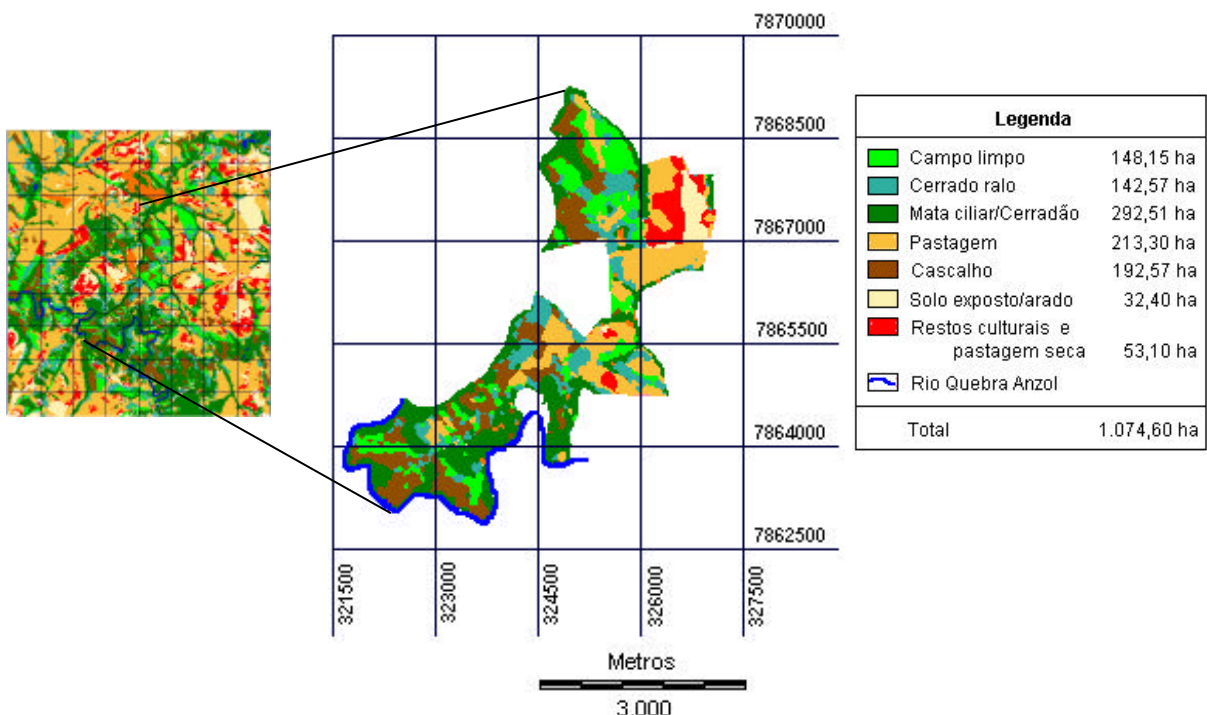 7870000
7868500
7867000
7865500
7864000
7862500
321500
323000
324500
326000
327500
Metros
3.000
Legenda
Campo limpo 148,15 ha
Cerrado ralo 142,57 ha
Mata ciliar/Cerradão 292,51 ha
Pastagem 213,30 ha
Cascalho 192,57 ha
Solo exposto/arado 32,40 ha
Restos culturais e
pastagem seca 53,10 ha
Rio Quebra Anzol
Total 1.074,60 ha